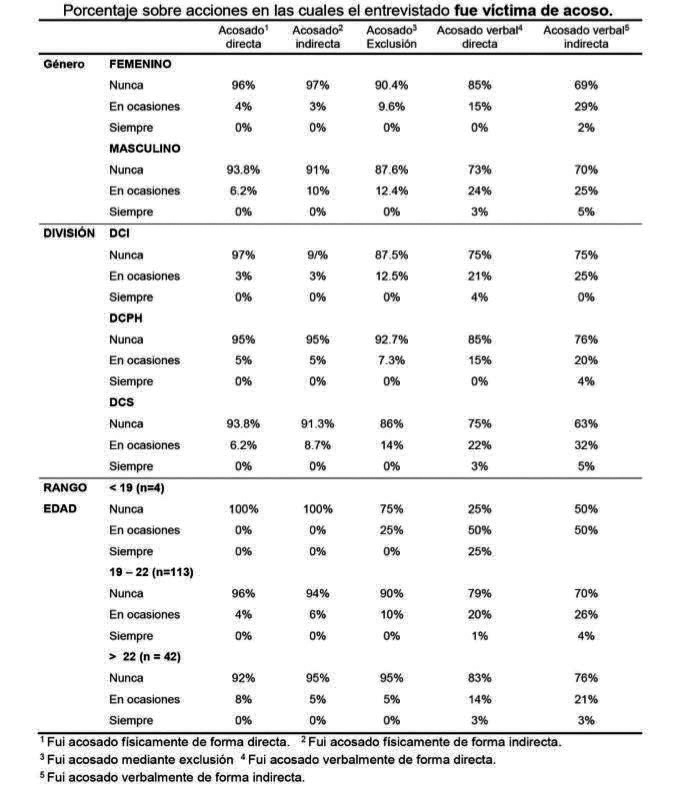 Porcentaje sobre acciones en las cuales el entrevistado fue víctima de acoso.
Acosado¹ directa Acosado² indirecta Acosado³ Exclusión Acosado verbal⁴ directa Acosado verbal⁵ indirecta
Género FEMENINO
Nunca 96% 97% 90.4% 85% 69%
En ocasiones 4% 3% 9.6% 15% 29%
Siempre 0% 0% 0% 0% 2%
MASCULINO
Nunca 93.8% 91% 87.6% 73% 70%
En ocasiones 6.2% 10% 12.4% 24% 25%
Siempre 0% 0% 0% 3% 5%
DIVISIÓN DCI
Nunca 97% 9/% 87.5% 75% 75%
En ocasiones 3% 3% 12.5% 21% 25%
Siempre 0% 0% 0% 4% 0%
DCPH
Nunca 95% 95% 92.7% 85% 76%
En ocasiones 5% 5% 7.3% 15% 20%
Siempre 0% 0% 0% 0% 4%
DCS
Nunca 93.8% 91.3% 86% 75% 63%
En ocasiones 6.2% 8.7% 14% 22% 32%
Siempre 0% 0% 0% 3% 5%
RANGO < 19 (n=4)
EDAD Nunca 100% 100% 75% 25% 50%
En ocasiones 0% 0% 25% 50% 50%
Siempre 0% 0% 0% 25%
19 – 22 (n=113)
Nunca 96% 94% 90% 79% 70%
En ocasiones 4% 6% 10% 20% 26%
Siempre 0% 0% 0% 1% 4%
> 22 (n = 42)
Nunca 92% 95% 95% 83% 76%
En ocasiones 8% 5% 5% 14% 21%
Siempre 0% 0% 0% 3% 3%
¹ Fui acosado físicamente de forma directa. ² Fui acosado físicamente de forma indirecta.
³ Fui acosado mediante exclusión ⁴ Fui acosado verbalmente de forma directa.
⁵ Fui acosado verbalmente de forma indirecta.